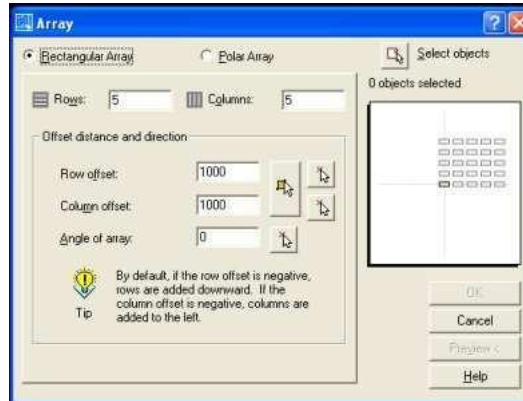 Array
Rectangular Array
Polar Array
Select objects
0 objects selected
Rows: 5
Columns: 5
Offset distance and direction
Row offset: 1000
Column offset: 1000
Angle of array: 0
Tip
By default, if the row offset is negative,
rows are added downward. If the
column offset is negative, columns are
added to the left.
OK
Cancel
Preview <
Help